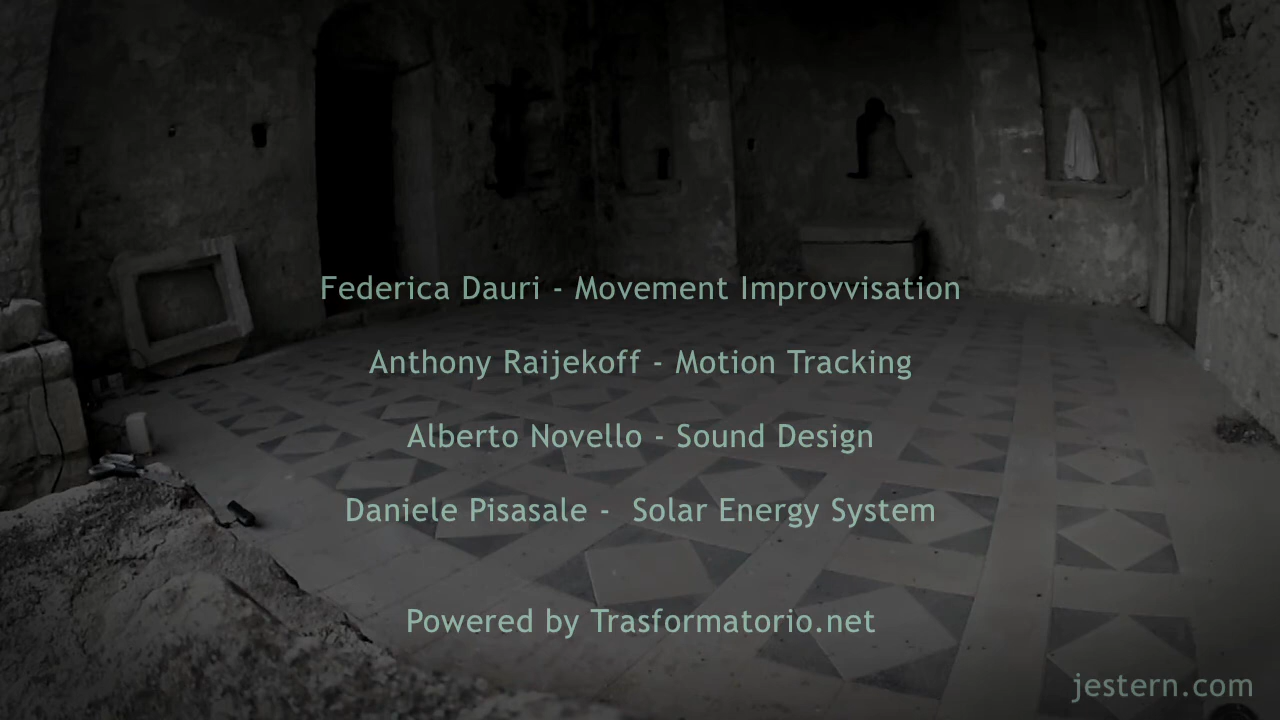 Federica Dauri - Movement Improvvisation
Anthony Raijekoff - Motion Tracking
Alberto Novello - Sound Design
Daniele Pisasale -  Solar Energy System
Powered by Trasformatorio.net
jestern.com